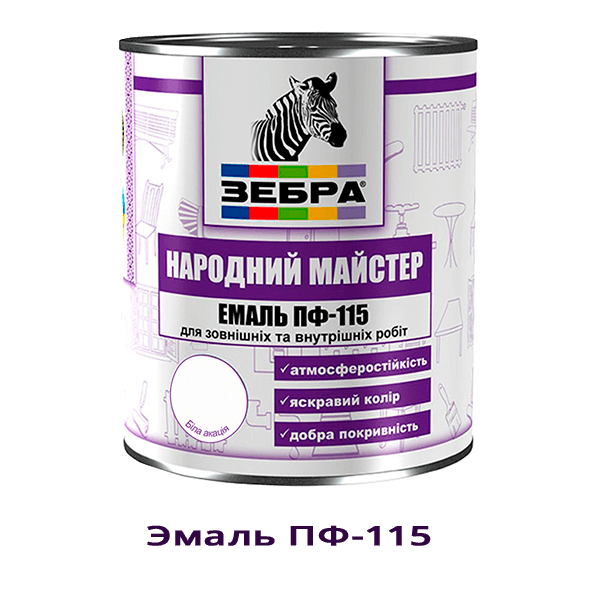 ЗЕБРА®
НАРОДНИЙ МАЙСТЕР
ЕМАЛЬ ПФ-115
для зовнішніх та внутрішніх робіт
✓атмосферостійкість
✓яскравий колір
✓добра покривність
Біла акація
Эмаль ПФ-115